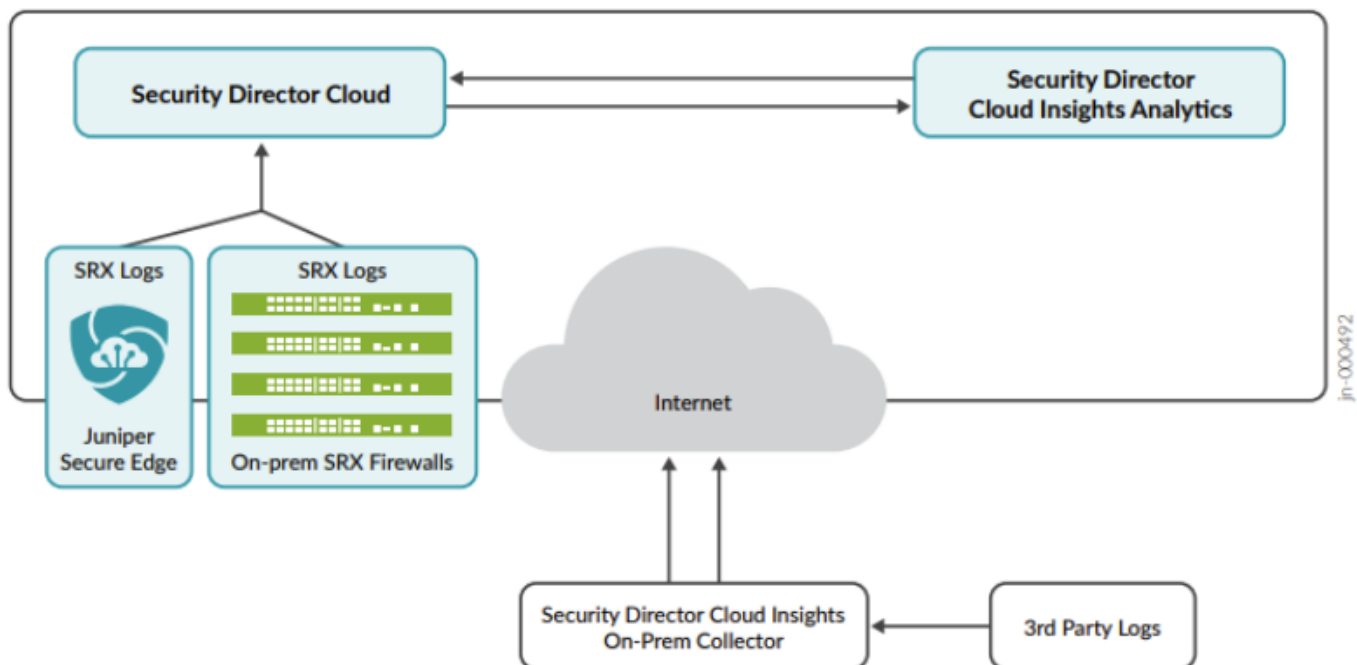 Security Director Cloud
Security Director
Cloud Insights Analytics
SRX Logs
Juniper
Secure Edge
SRX Logs
On-prem SRX Firewalls
Internet
jn-000492
Security Director Cloud Insights
On-Prem Collector
3rd Party Logs